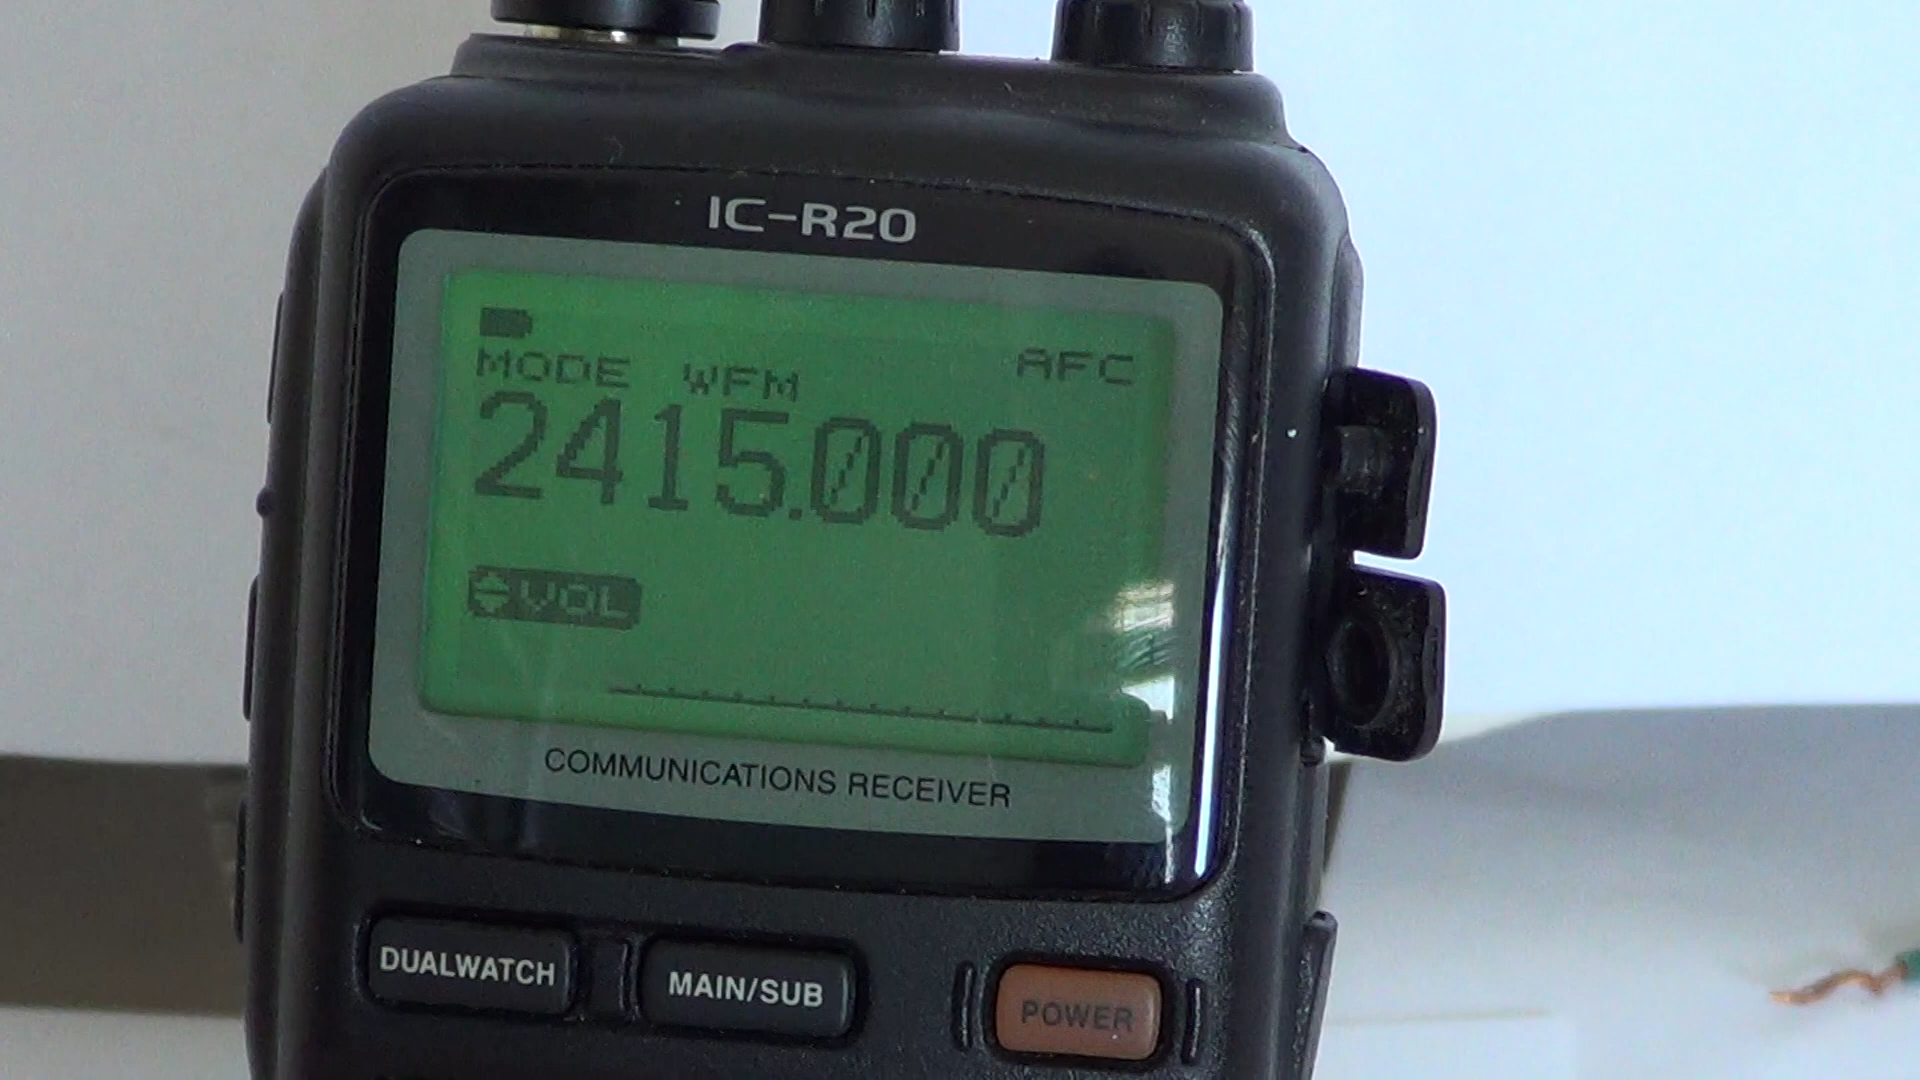 IC-R20
MODE WFM AFC
2415.000
VOL
COMMUNICATIONS RECEIVER
DUALWATCH MAIN/SUB POWER